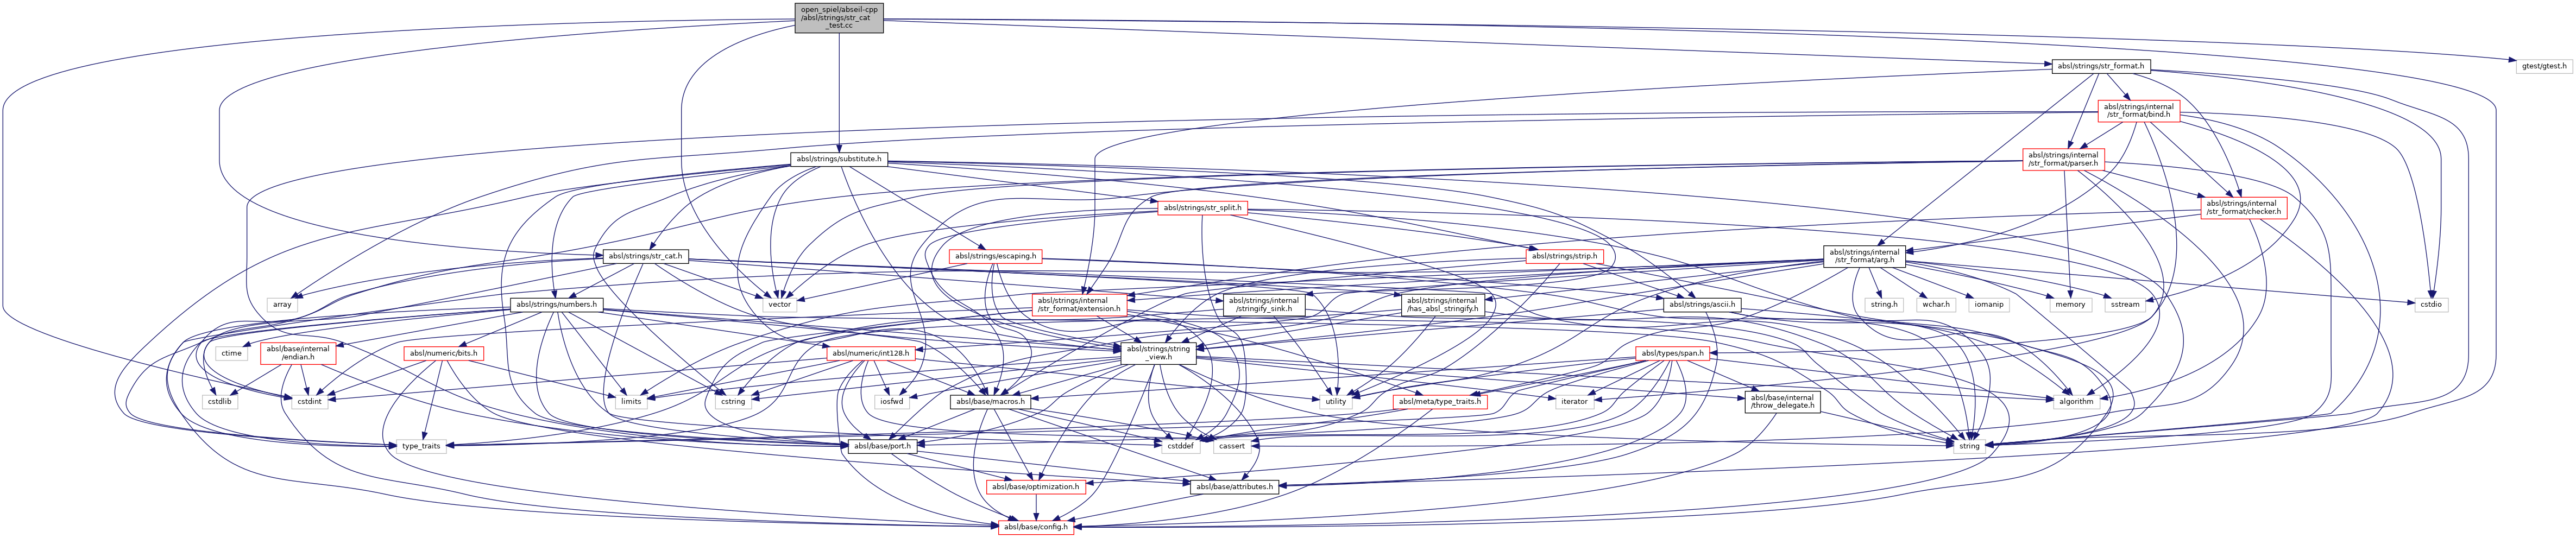 open_spiel/abseil-cpp
/absl/strings/str_cat
_test.cc
absl/strings/str_format.h
gtest/gtest.h
absl/strings/internal
/str_format/bind.h
absl/strings/substitute.h
absl/strings/internal
/str_format/parser.h
absl/strings/str_split.h
absl/strings/internal
/str_format/checker.h
absl/strings/str_cat.h
absl/strings/escaping.h
absl/strings/strip.h
absl/strings/internal
/str_format/arg.h
array
absl/strings/numbers.h
vector
absl/strings/internal
/str_format/extension.h
absl/strings/internal
/stringify_sink.h
absl/strings/internal
/has_absl_stringify.h
absl/strings/ascii.h
string.h
wchar.h
iomanip
memory
sstream
cstdio
ctime
absl/base/internal
/endian.h
absl/numeric/bits.h
absl/numeric/int128.h
absl/strings/string
_view.h
absl/types/span.h
cstdlib
cstdint
limits
cstring
iosfwd
absl/base/macros.h
utility
absl/meta/type_traits.h
iterator
absl/base/internal
/throw_delegate.h
algorithm
type_traits
absl/base/port.h
cstddef
cassert
string
absl/base/optimization.h
absl/base/attributes.h
absl/base/config.h